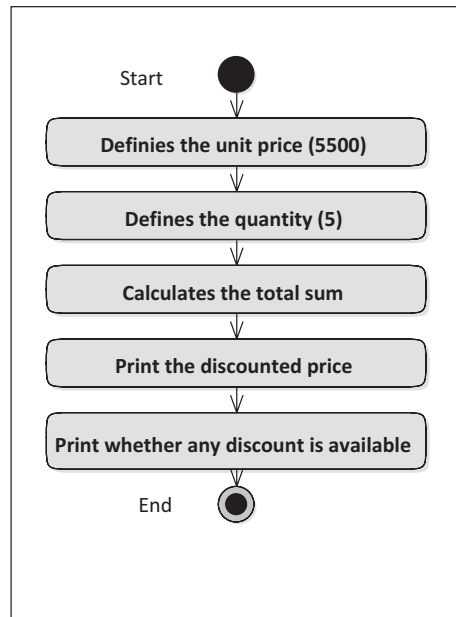 Start
Definies the unit price (5500)
Defines the quantity (5)
Calculates the total sum
Print the discounted price
Print whether any discount is available
End